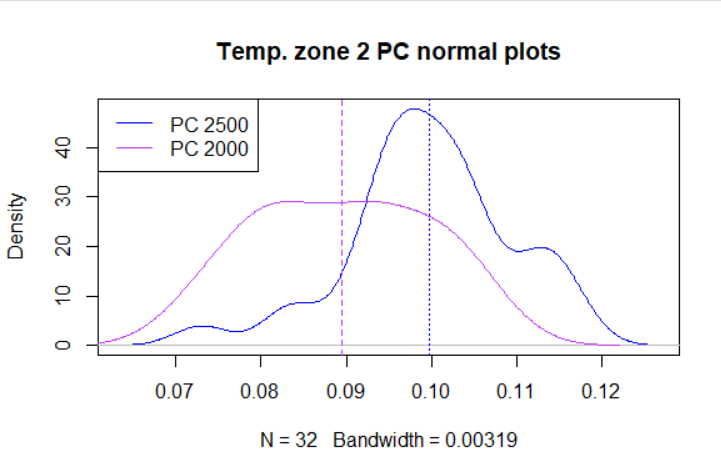 Temp. zone 2 PC normal plots
PC 2500
PC 2000
Density
40
30
20
10
0
0.07 0.08 0.09 0.10 0.11 0.12
N = 32 Bandwidth = 0.00319